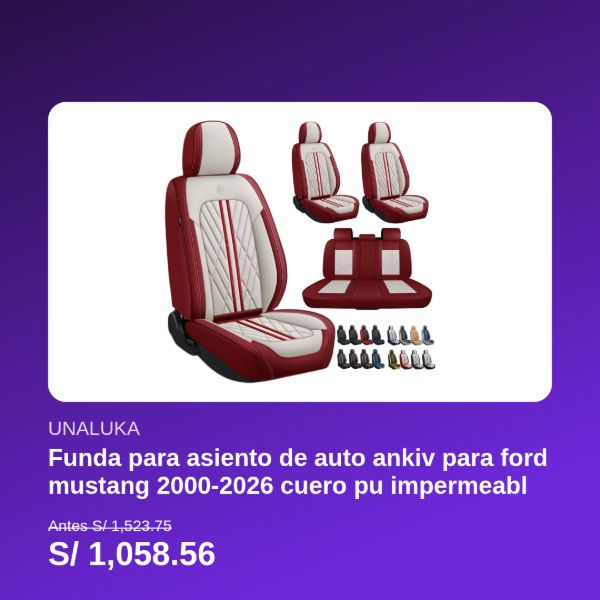 UNALUKA
Funda para asiento de auto ankiv para ford
mustang 2000-2026 cuero pu impermeabl
Antes S/ 1,523.75
S/ 1,058.56